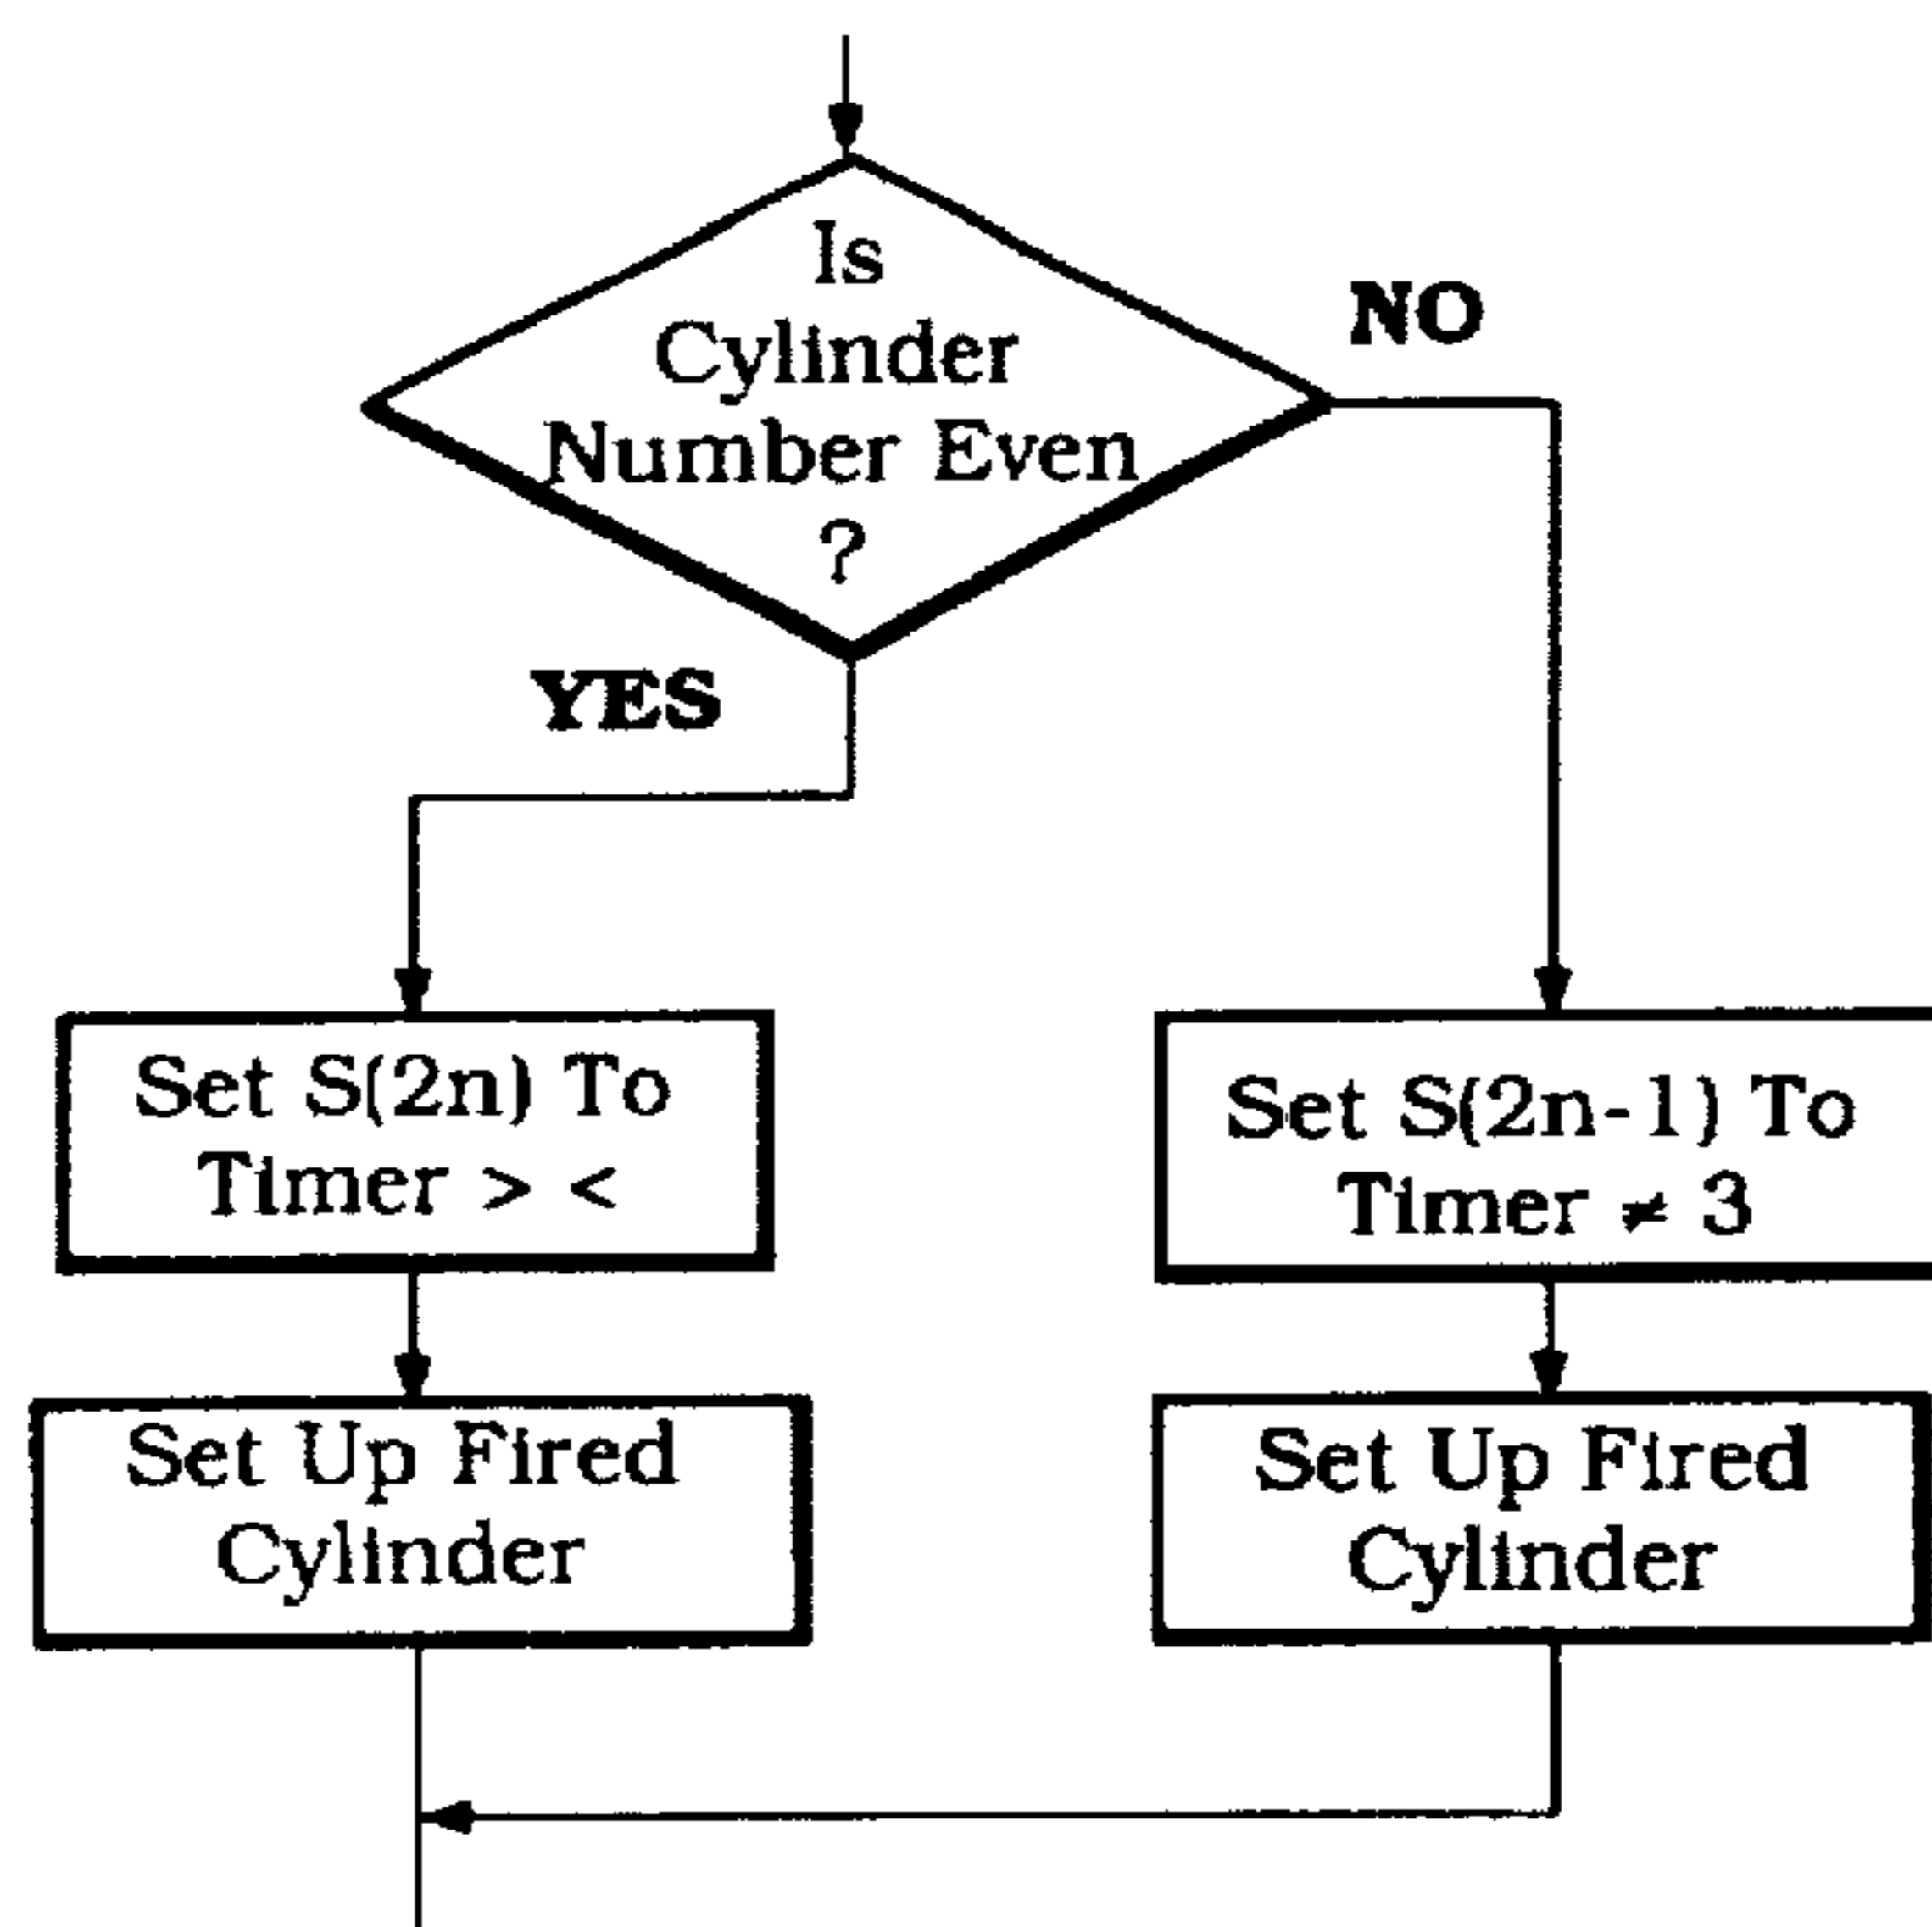 Is
Cylinder
Number Even
?
NO
YES
Set S(2n) To
Timer > <
Set S(2n-1) To
Timer ≠ 3
Set Up Fired
Cylinder
Set Up Fired
Cylinder